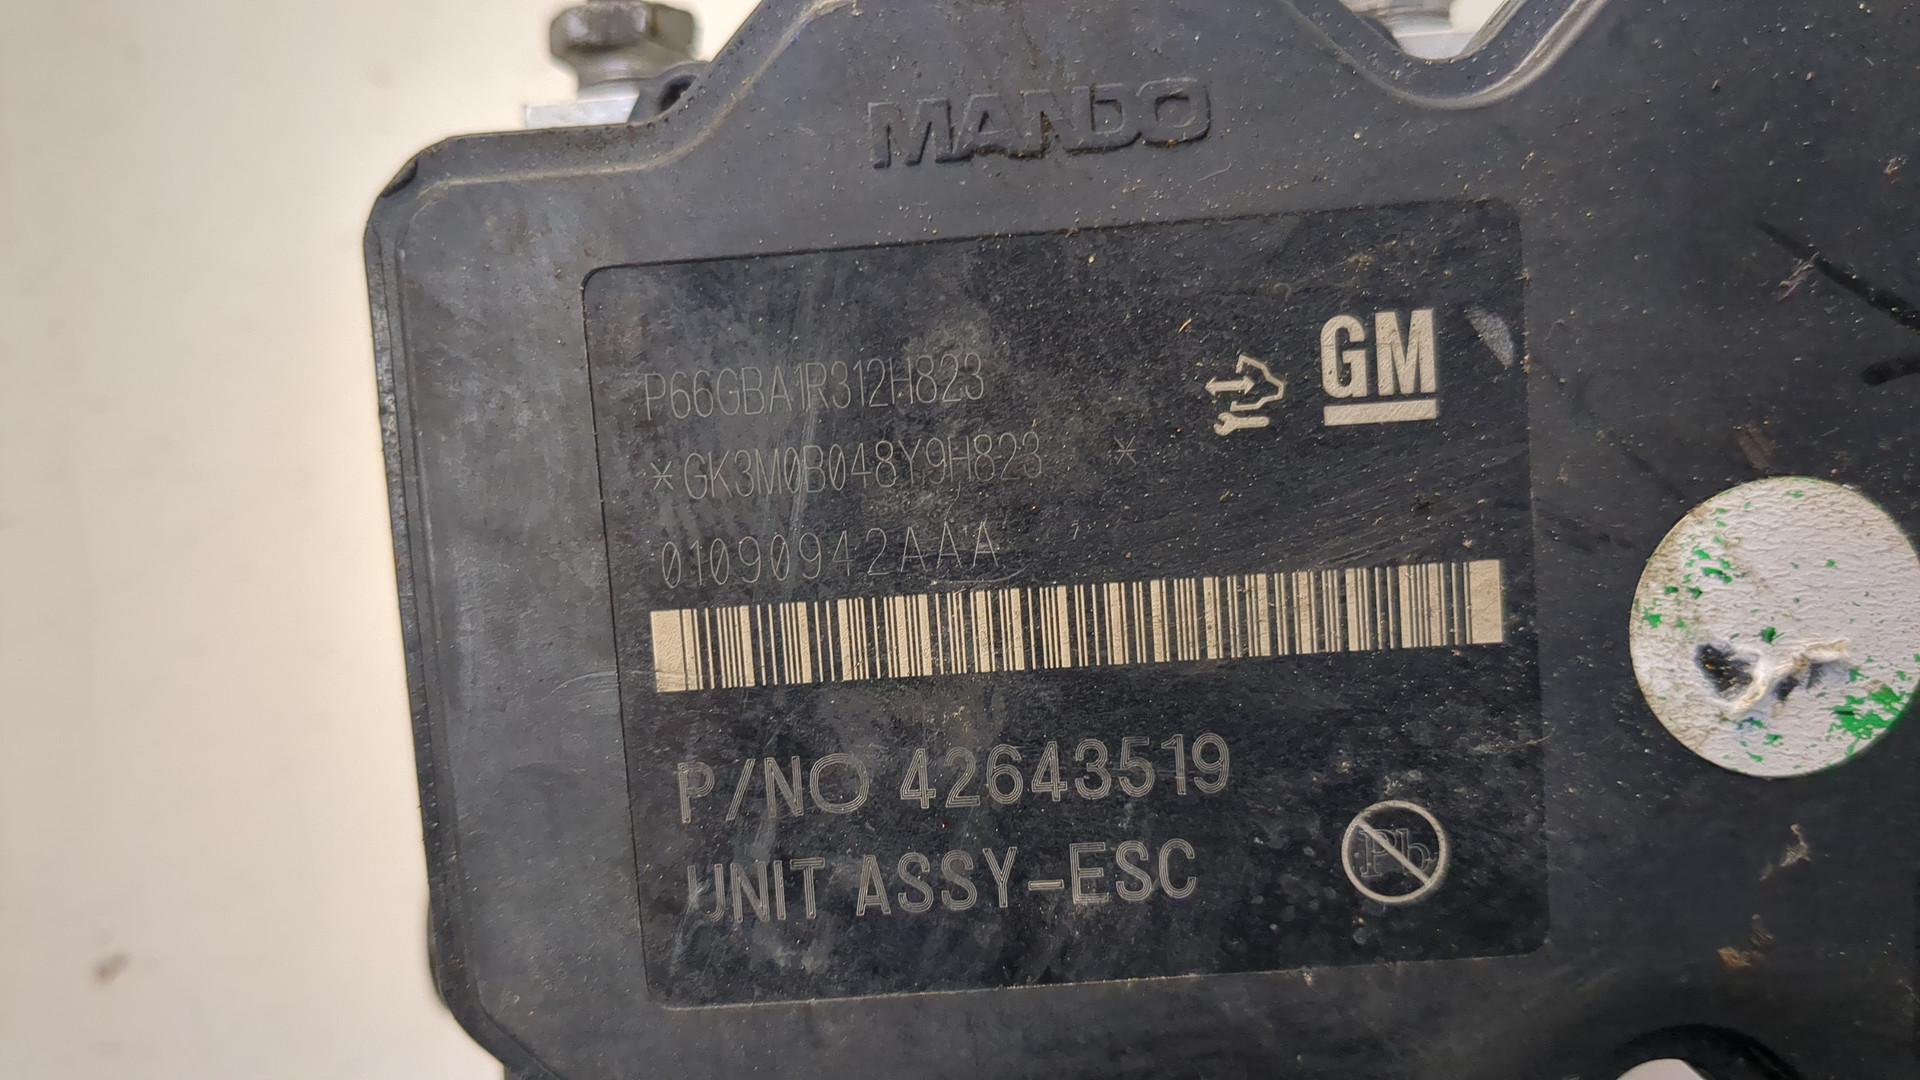 MANDO
GM
P66GBA1R312H823
*GK3M0B048Y9H823 *
01090942AAA
P/NO 42643519
UNIT ASSY-ESC
Pb